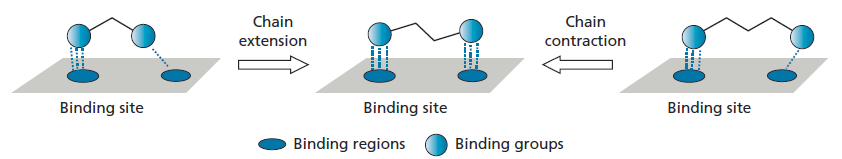 Chain
extension
Chain
contraction
Binding site
Binding site
Binding site
Binding regions
Binding groups